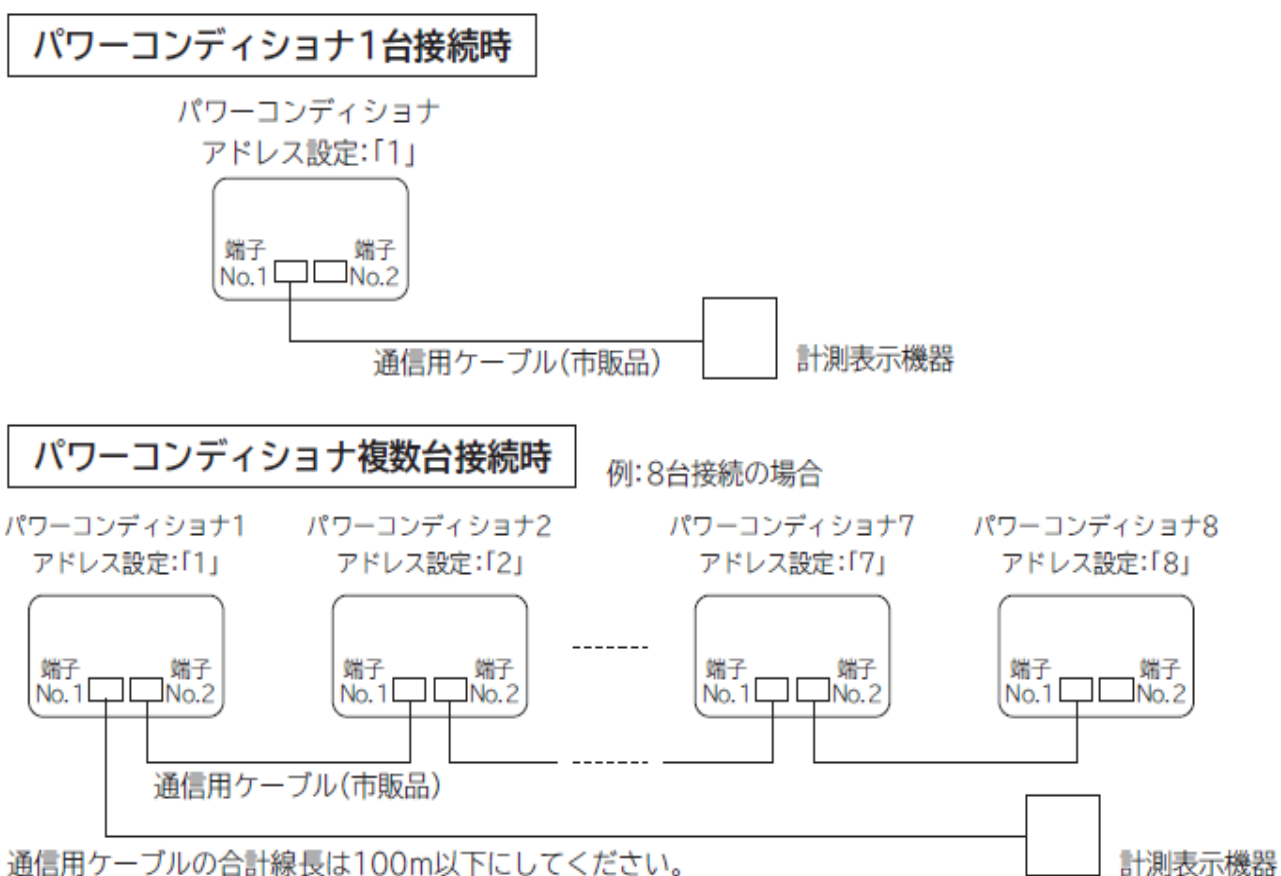 パワーコンディショナ1台接続時
パワーコンディショナ
アドレス設定:「1」
端子 端子
No.1 No.2
通信用ケーブル(市販品)
計測表示機器
パワーコンディショナ複数台接続時
例:8台接続の場合
パワーコンディショナ1 パワーコンディショナ2 パワーコンディショナ7 パワーコンディショナ8
アドレス設定:「1」 アドレス設定:「2」 アドレス設定:「7」 アドレス設定:「8」
端子 端子 端子 端子 端子 端子 端子 端子
No.1 No.2 No.1 No.2 No.1 No.2 No.1 No.2
通信用ケーブル(市販品)
通信用ケーブルの合計線長は100m以下にしてください。
計測表示機器